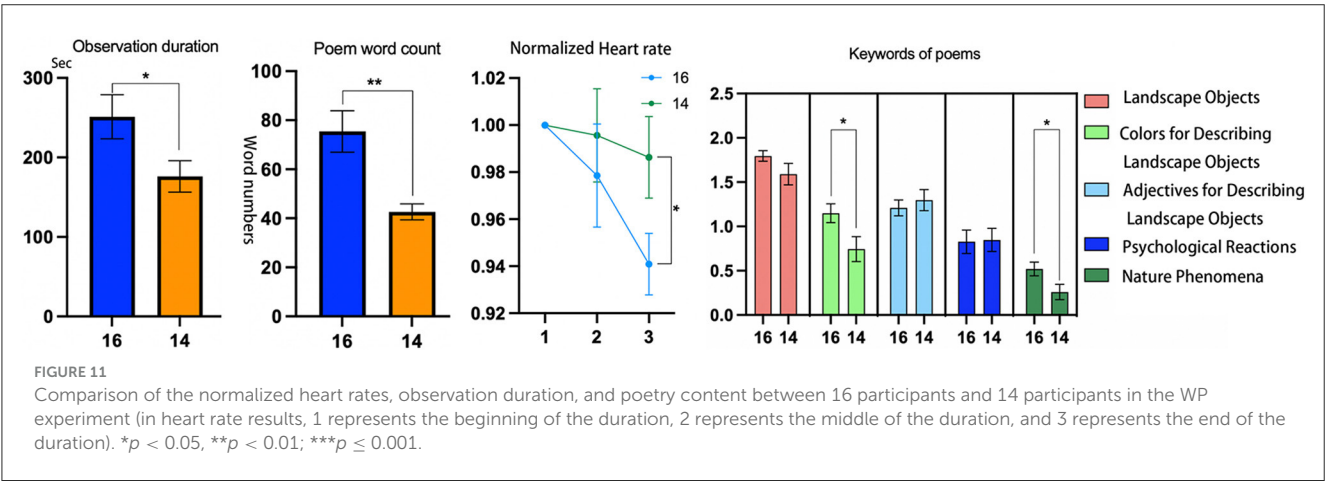 Observation duration
Sec
300
200
100
0
*
16 14
Poem word count
Word numbers
100
80
60
40
20
0
**
16 14
Normalized Heart rate
16
14
1.02
1.00
0.98
0.96
0.94
0.92
*
1 2 3
Keywords of poems
2.5
2.0
1.5
1.0
0.5
0.0
*
*
16 14 16 14 16 14 16 14 16 14
Landscape Objects
Colors for Describing
Landscape Objects
Adjectives for Describing
Landscape Objects
Psychological Reactions
Nature Phenomena
FIGURE 11
Comparison of the normalized heart rates, observation duration, and poetry content between 16 participants and 14 participants in the WP
experiment (in heart rate results, 1 represents the beginning of the duration, 2 represents the middle of the duration, and 3 represents the end of the
duration). *p < 0.05, **p < 0.01; ***p ≤ 0.001.